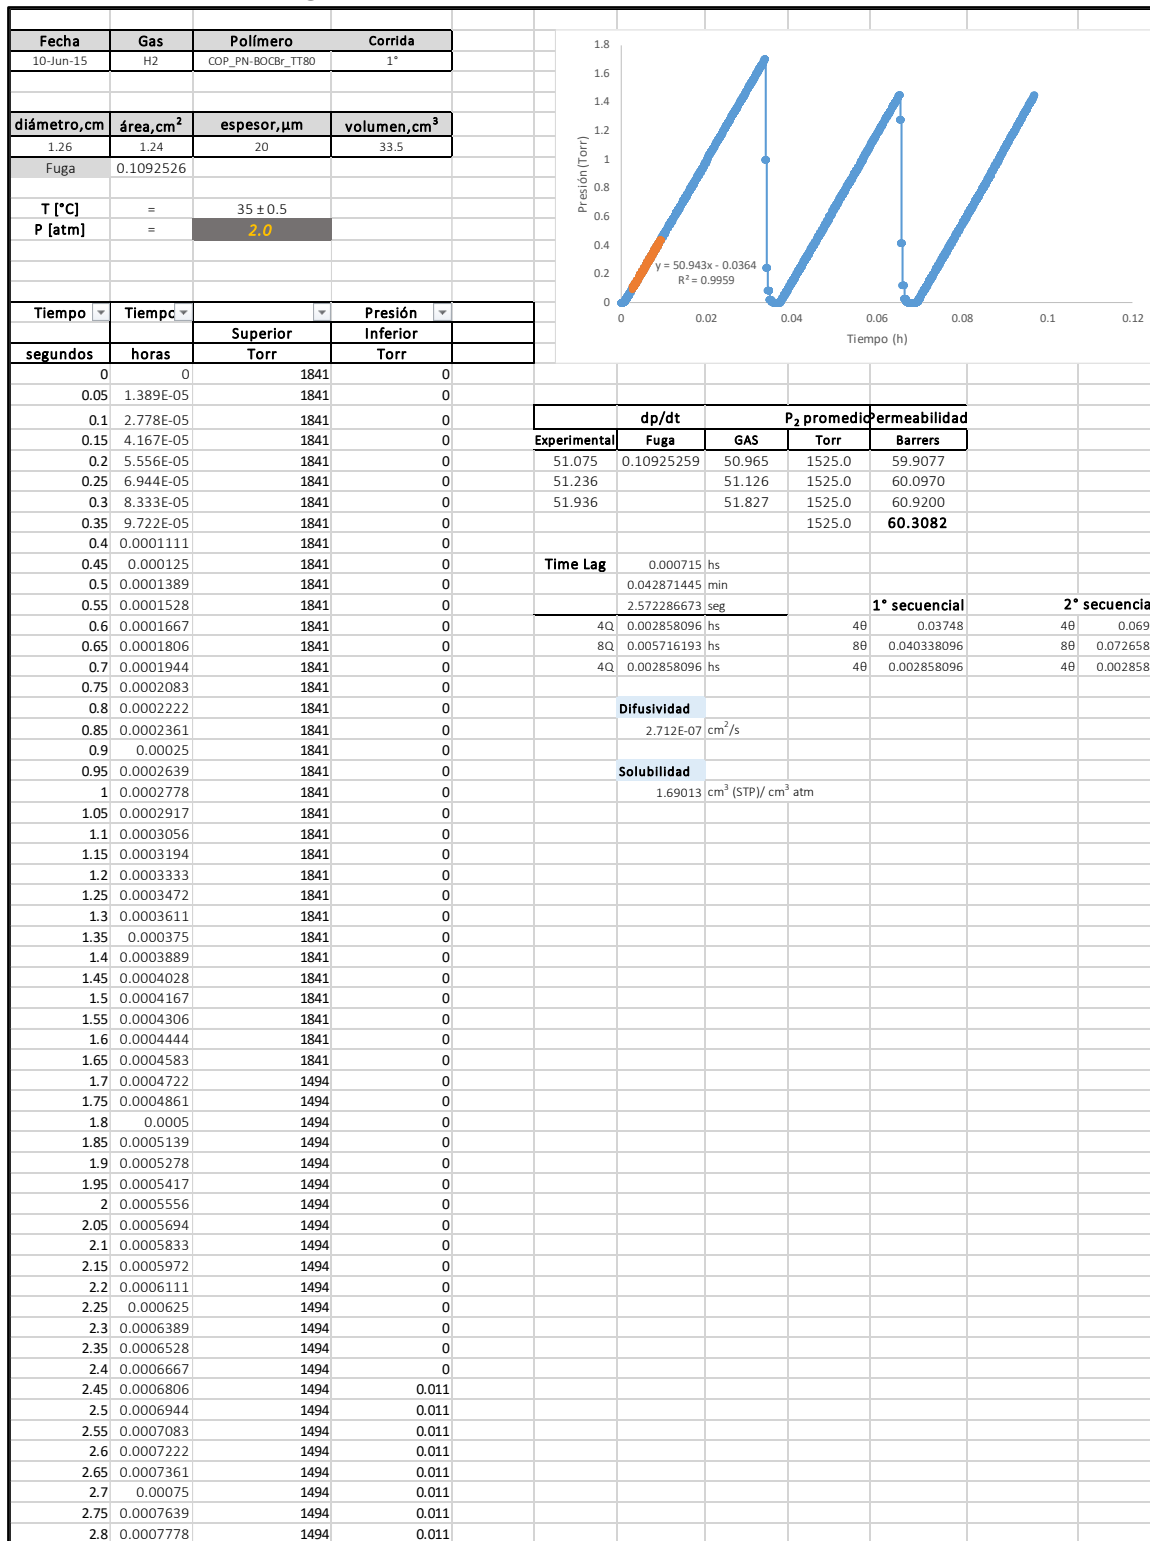 Fecha Gas Polímero Corrida
10-Jun-15 H2 COP_PN-BOCBr_TT80 1°
diámetro,cm área,cm² espesor,µm volumen,cm³
1.26 1.24 20 33.5
Fuga 0.1092526
T [°C] = 35 ± 0.5
P [atm] = 2.0
1.8
1.6
1.4
1.2
1
0.8
0.6
0.4
0.2
0
Presión (Torr)
y = 50.943x - 0.0364
R² = 0.9959
0 0.02 0.04 0.06 0.08 0.1 0.12
Tiempo (h)
Tiempo Tiempo Presión
Superior Inferior
segundos horas Torr Torr
0 0 1841 0
0.05 1.389E-05 1841 0
0.1 2.778E-05 1841 0
0.15 4.167E-05 1841 0
0.2 5.556E-05 1841 0
0.25 6.944E-05 1841 0
0.3 8.333E-05 1841 0
0.35 9.722E-05 1841 0
0.4 0.0001111 1841 0
0.45 0.000125 1841 0
0.5 0.0001389 1841 0
0.55 0.0001528 1841 0
0.6 0.0001667 1841 0
0.65 0.0001806 1841 0
0.7 0.0001944 1841 0
0.75 0.0002083 1841 0
0.8 0.0002222 1841 0
0.85 0.0002361 1841 0
0.9 0.00025 1841 0
0.95 0.0002639 1841 0
1 0.0002778 1841 0
1.05 0.0002917 1841 0
1.1 0.0003056 1841 0
1.15 0.0003194 1841 0
1.2 0.0003333 1841 0
1.25 0.0003472 1841 0
1.3 0.0003611 1841 0
1.35 0.000375 1841 0
1.4 0.0003889 1841 0
1.45 0.0004028 1841 0
1.5 0.0004167 1841 0
1.55 0.0004306 1841 0
1.6 0.0004444 1841 0
1.65 0.0004583 1841 0
1.7 0.0004722 1494 0
1.75 0.0004861 1494 0
1.8 0.0005 1494 0
1.85 0.0005139 1494 0
1.9 0.0005278 1494 0
1.95 0.0005417 1494 0
2 0.0005556 1494 0
2.05 0.0005694 1494 0
2.1 0.0005833 1494 0
2.15 0.0005972 1494 0
2.2 0.0006111 1494 0
2.25 0.000625 1494 0
2.3 0.0006389 1494 0
2.35 0.0006528 1494 0
2.4 0.0006667 1494 0
2.45 0.0006806 1494 0.011
2.5 0.0006944 1494 0.011
2.55 0.0007083 1494 0.011
2.6 0.0007222 1494 0.011
2.65 0.0007361 1494 0.011
2.7 0.00075 1494 0.011
2.75 0.0007639 1494 0.011
2.8 0.0007778 1494 0.011
dp/dt P₂ promedio Permeabilidad
Experimental Fuga GAS Torr Barrers
51.075 0.10925259 50.965 1525.0 59.9077
51.236 51.126 1525.0 60.0970
51.936 51.827 1525.0 60.9200
1525.0 60.3082
Time Lag 0.000715 hs
0.042871445 min
2.572286673 seg 1° secuencial 2° secuencia
4Q 0.002858096 hs 4θ 0.03748 4θ 0.069
8Q 0.005716193 hs 8θ 0.040338096 8θ 0.072658
4Q 0.002858096 hs 4θ 0.002858096 4θ 0.002858
Difusividad
2.712E-07 cm²/s
Solubilidad
1.69013 cm³ (STP)/ cm³ atm